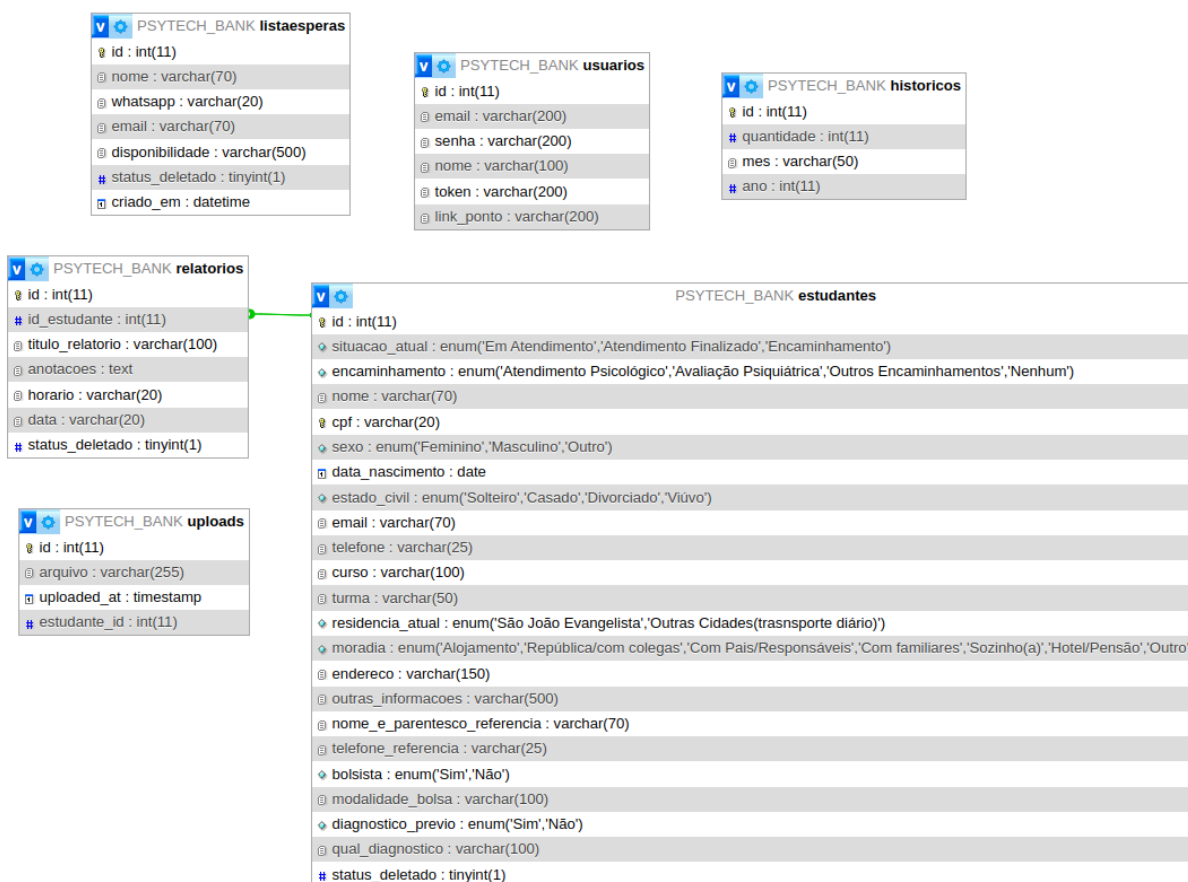 PSYTECH_BANK listaesperas
id : int(11)
nome : varchar(70)
whatsapp : varchar(20)
email : varchar(70)
disponibilidade : varchar(500)
status_deletado : tinyint(1)
criado_em : datetime
PSYTECH_BANK usuarios
id : int(11)
email : varchar(200)
senha : varchar(200)
nome : varchar(100)
token : varchar(200)
link_ponto : varchar(200)
PSYTECH_BANK historicos
id : int(11)
quantidade : int(11)
mes : varchar(50)
ano : int(11)
PSYTECH_BANK relatorios
id : int(11)
id_estudante : int(11)
titulo_relatorio : varchar(100)
anotacoes : text
horario : varchar(20)
data : varchar(20)
status_deletado : tinyint(1)
PSYTECH_BANK uploads
id : int(11)
arquivo : varchar(255)
uploaded_at : timestamp
estudante_id : int(11)
PSYTECH_BANK estudantes
id : int(11)
situacao_atual : enum('Em Atendimento','Atendimento Finalizado','Encaminhamento')
encaminhamento : enum('Atendimento Psicológico','Avaliação Psiquiátrica','Outros Encaminhamentos','Nenhum')
nome : varchar(70)
cpf : varchar(20)
sexo : enum('Feminino','Masculino','Outro')
data_nascimento : date
estado_civil : enum('Solteiro','Casado','Divorciado','Viúvo')
email : varchar(70)
telefone : varchar(25)
curso : varchar(100)
turma : varchar(50)
residencia_atual : enum('São João Evangelista','Outras Cidades(trasnsporte diário)')
moradia : enum('Alojamento','República/com colegas','Com Pais/Responsáveis','Com familiares','Sozinho(a)','Hotel/Pensão','Outro'
endereco : varchar(150)
outras_informacoes : varchar(500)
nome_e_parentesco_referencia : varchar(70)
telefone_referencia : varchar(25)
bolsista : enum('Sim','Não')
modalidade_bolsa : varchar(100)
diagnostico_previo : enum('Sim','Não')
qual_diagnostico : varchar(100)
status_deletado : tinyint(1)